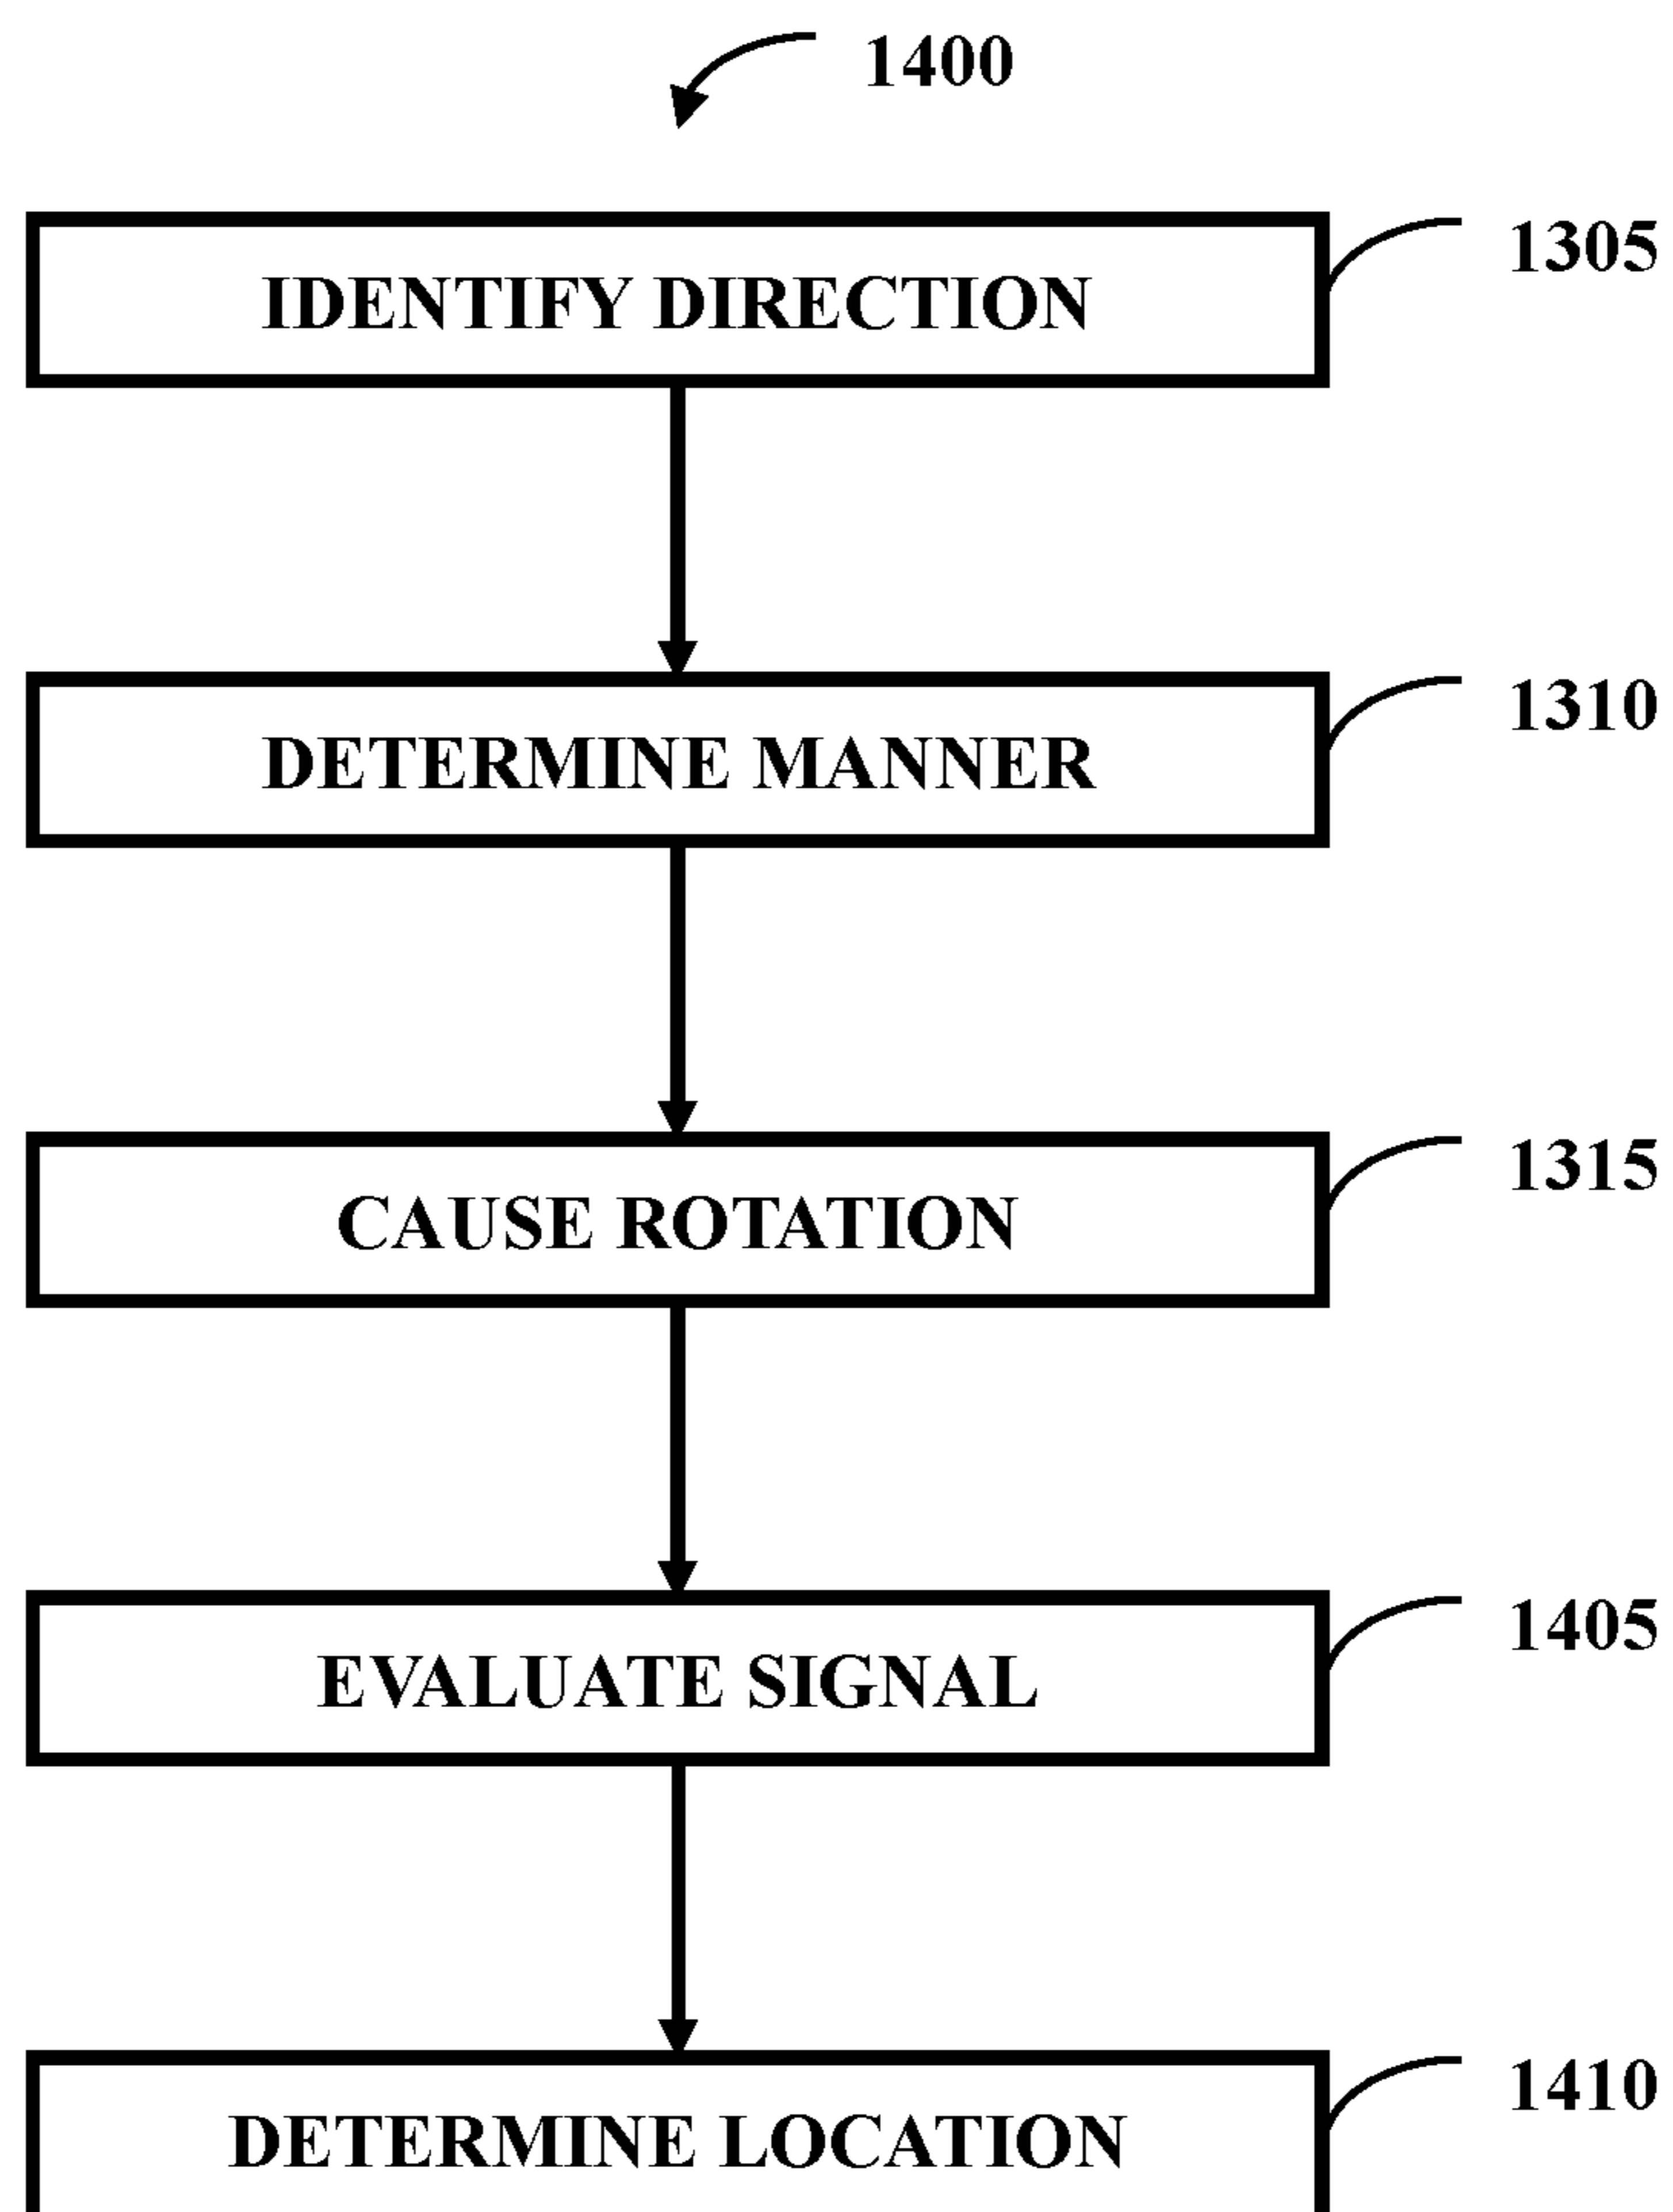 1400
IDENTIFY DIRECTION
1305
DETERMINE MANNER
1310
CAUSE ROTATION
1315
EVALUATE SIGNAL
1405
DETERMINE LOCATION
1410